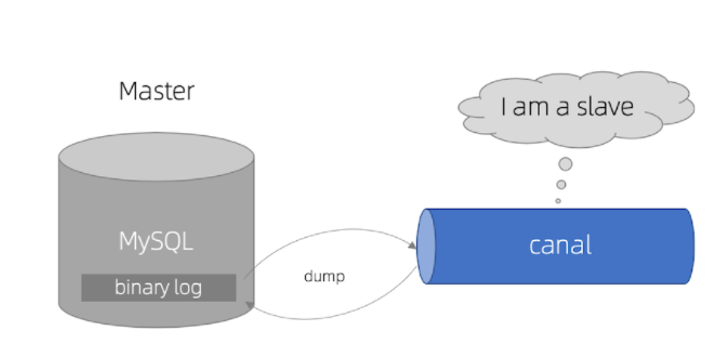 Master
I am a slave
MySQL
canal
dump
binary log